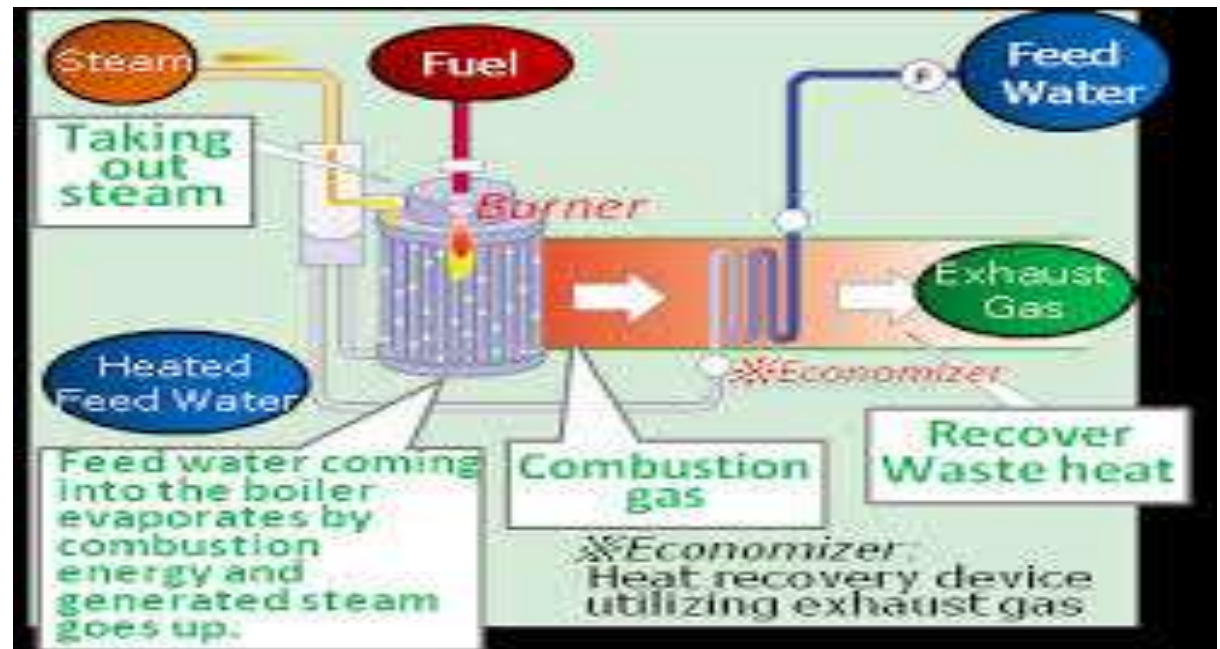 Steam
Fuel
Feed
Water
P
Taking
out
steam
Burner
Exhaust
Gas
Heated
Feed Water
※Economizer
Recover
Waste heat
Feed water coming
into the boiler
evaporates by
combustion
energy and
generated steam
goes up.
Combustion
gas
※Economizer:
Heat recovery device
utilizing exhaust gas